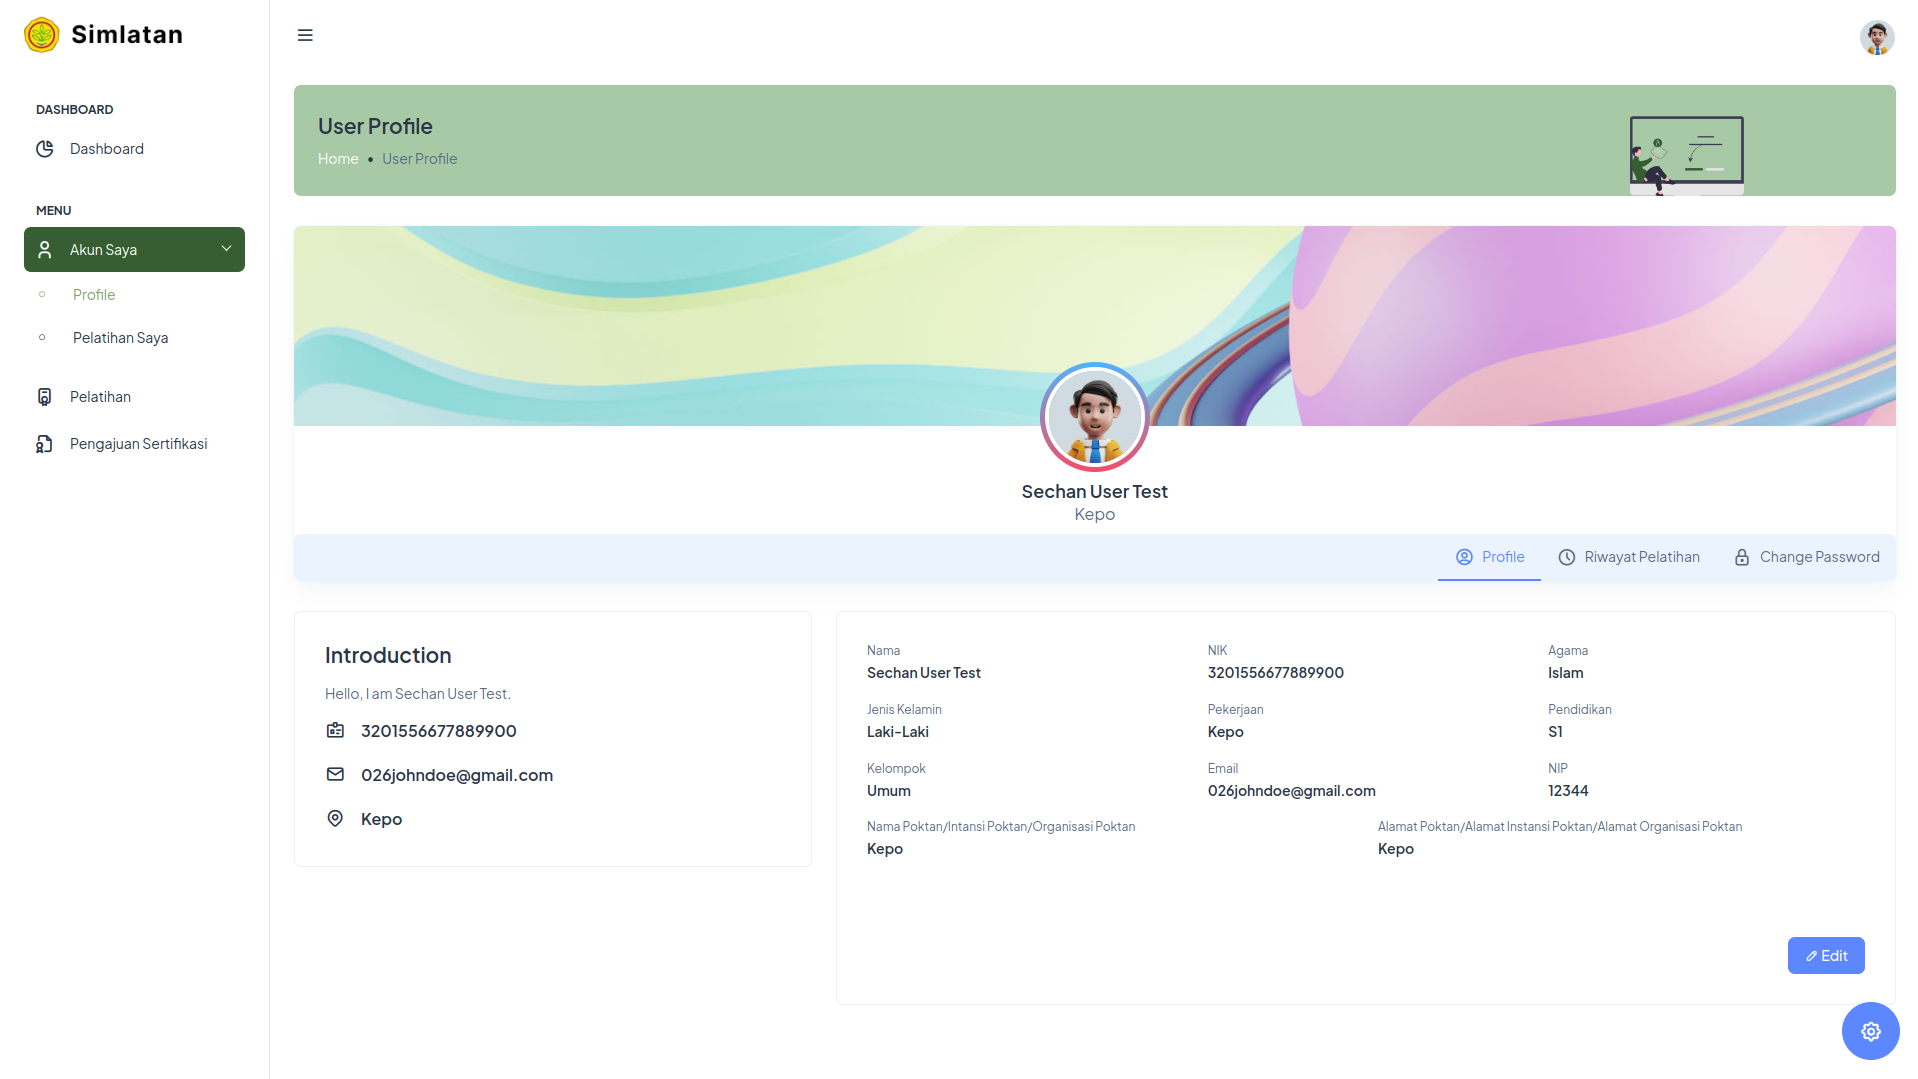 Simlatan
DASHBOARD
Dashboard
MENU
Akun Saya
Profile
Pelatihan Saya
Pelatihan
Pengajuan Sertifikasi
User Profile
Home • User Profile
Sechan User Test
Kepo
Profile
Riwayat Pelatihan
Change Password
Introduction
Hello, I am Sechan User Test.
3201556677889900
026johndoe@gmail.com
Kepo
Nama
Sechan User Test
NIK
3201556677889900
Agama
Islam
Jenis Kelamin
Laki-Laki
Pekerjaan
Kepo
Pendidikan
S1
Kelompok
Umum
Email
026johndoe@gmail.com
NIP
12344
Nama Poktan/Intansi Poktan/Organisasi Poktan
Kepo
Alamat Poktan/Alamat Instansi Poktan/Alamat Organisasi Poktan
Kepo
Edit